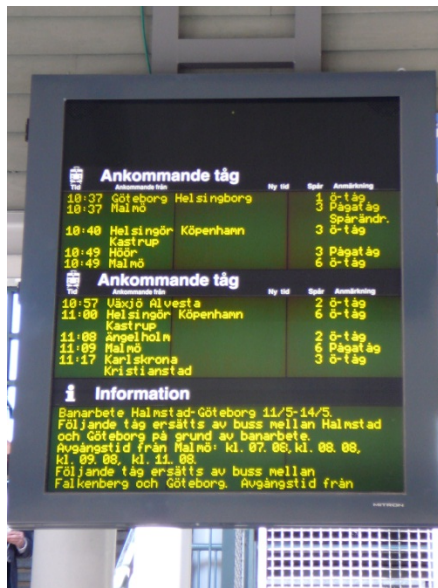 Ankommande tåg
Tid Ankommande från Ny tid Spår Anmärkning
10:37 Göteborg Helsingborg 1 ö-tåg
10:37 Malmö 3 Pågatåg
Spårändr.
10:40 Helsingör Köpenhamn 3 ö-tåg
Kastrup
10:49 Höör 3 Pågatåg
10:49 Malmö 6 ö-tåg
Ankommande tåg
Tid Ankommande från Ny tid Spår Anmärkning
10:57 Växjö Alvesta 2 ö-tåg
11:00 Helsingör Köpenhamn 6 ö-tåg
Kastrup
11:08 Ängelholm 2 ö-tåg
11:09 Malmö 6 Pågatåg
11:17 Karlskrona 3 ö-tåg
Kristianstad
i Information
Banarbete Halmstad-Göteborg 11/5-14/5.
Följande tåg ersätts av buss mellan Halmstad
och Göteborg på grund av banarbete.
Avgångstid från Malmö: kl. 07. 08, kl. 08. 08,
kl. 09. 08, kl. 11. 08.
Följande tåg ersätts av buss mellan
Falkenberg och Göteborg. Avgångstid från
MITRON